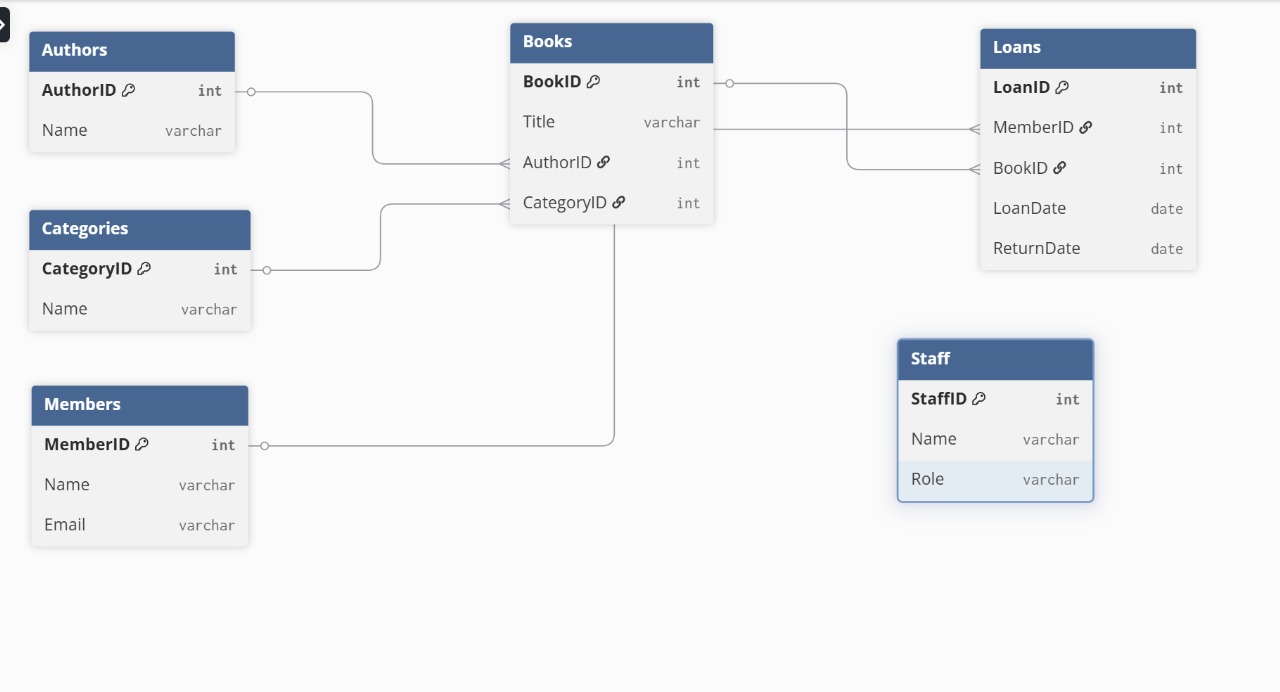 Authors
AuthorID int
Name varchar
Categories
CategoryID int
Name varchar
Members
MemberID int
Name varchar
Email varchar
Books
BookID int
Title varchar
AuthorID int
CategoryID int
Loans
LoanID int
MemberID int
BookID int
LoanDate date
ReturnDate date
Staff
StaffID int
Name varchar
Role varchar